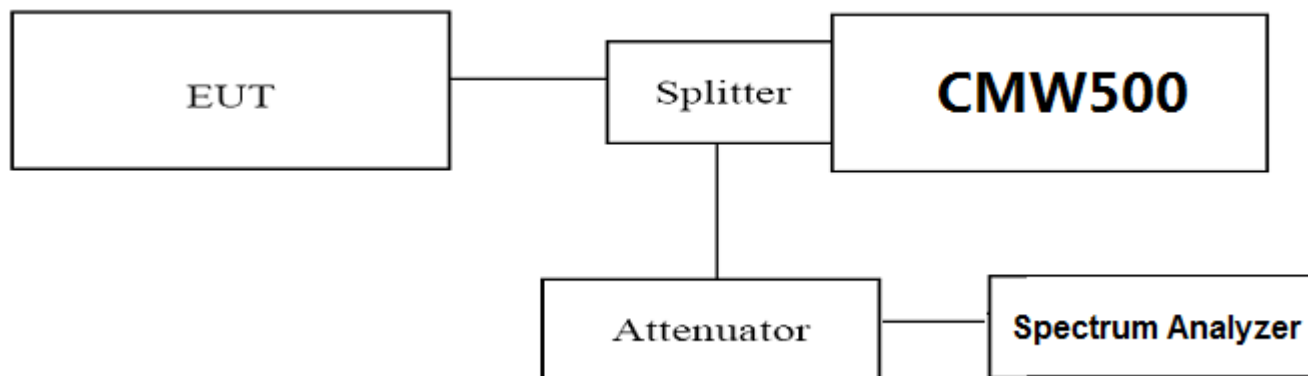 EUT
Splitter
CMW500
Attenuator
Spectrum Analyzer